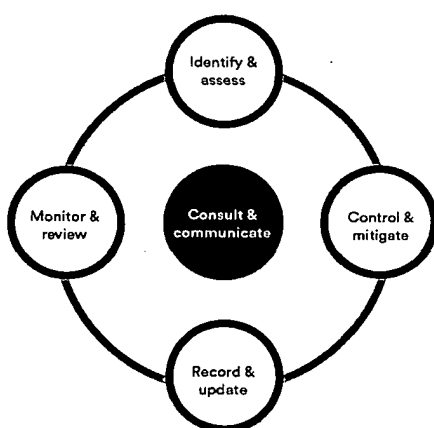 Identify &
assess
Monitor &
review
Consult &
communicate
Control &
mitigate
Record &
update